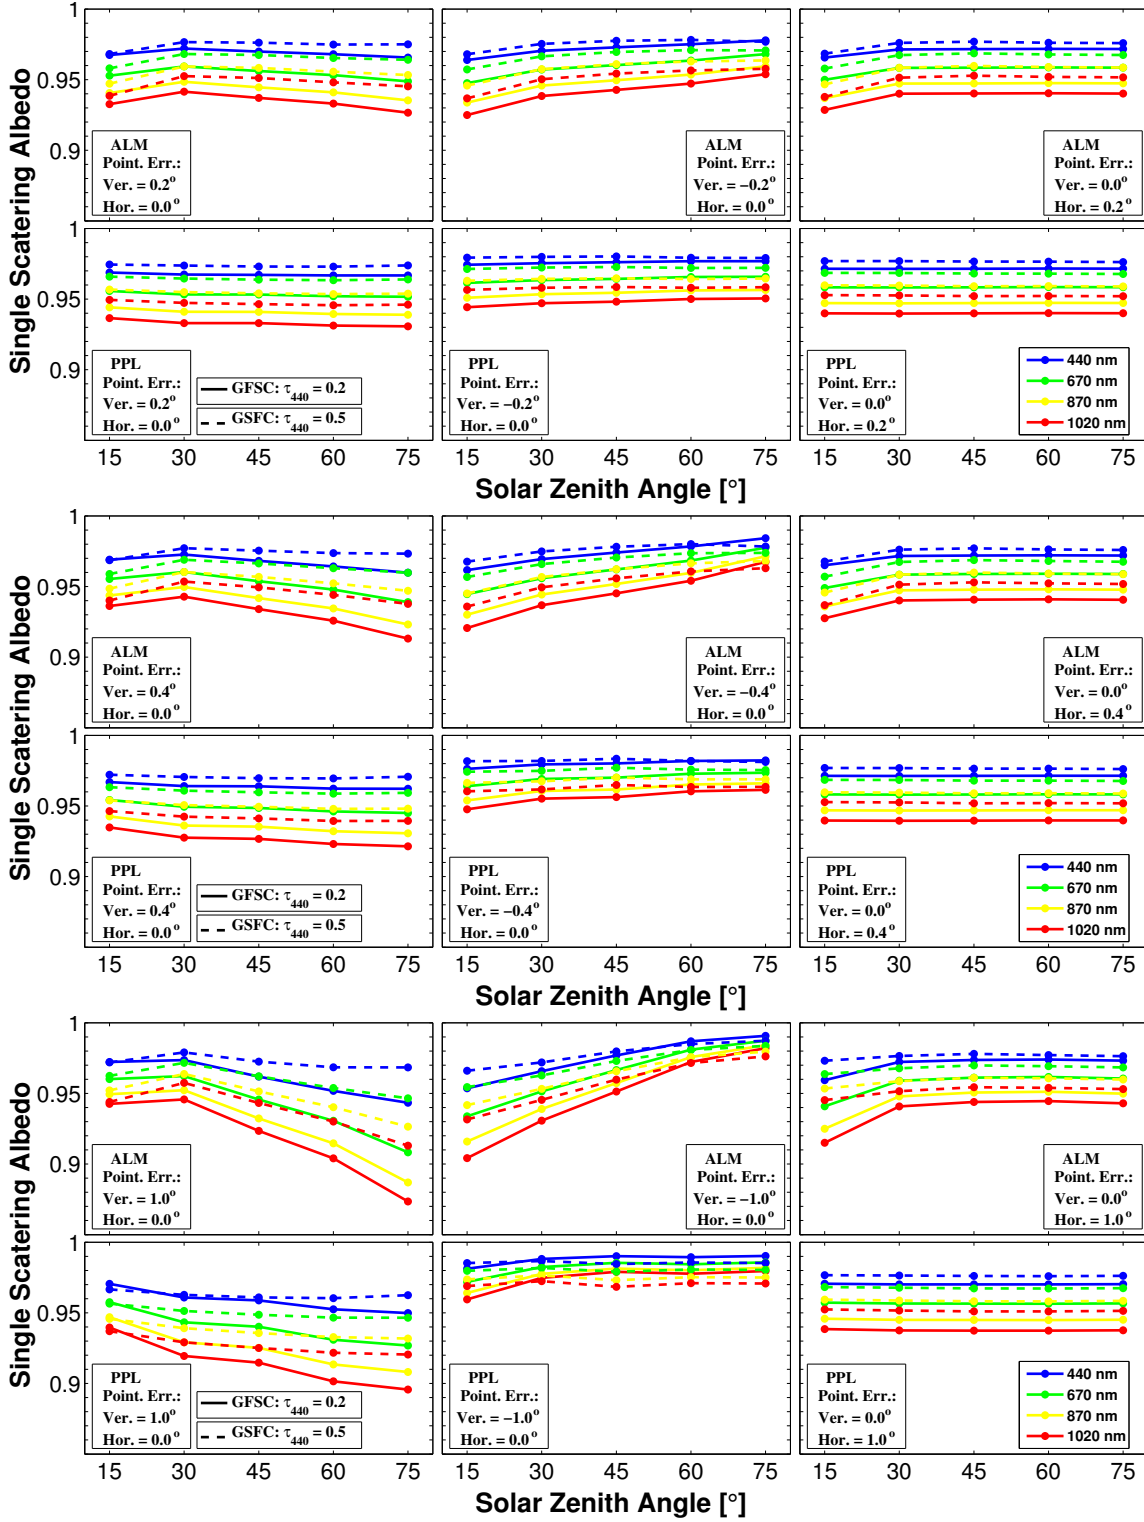 Single Scatering Albedo
1
0.95
0.9
ALM
Point. Err.:
Ver. = 0.2°
Hor. = 0.0°
ALM
Point. Err.:
Ver. = −0.2°
Hor. = 0.0°
ALM
Point. Err.:
Ver. = 0.0°
Hor. = 0.2°
1
0.95
0.9
PPL
Point. Err.:
Ver. = 0.2°
Hor. = 0.0°
GFSC: τ440 = 0.2
GSFC: τ440 = 0.5
PPL
Point. Err.:
Ver. = −0.2°
Hor. = 0.0°
PPL
Point. Err.:
Ver. = 0.0°
Hor. = 0.2°
440 nm
670 nm
870 nm
1020 nm
15 30 45 60 75 15 30 45 60 75 15 30 45 60 75
Solar Zenith Angle [°]
Single Scatering Albedo
1
0.95
0.9
ALM
Point. Err.:
Ver. = 0.4°
Hor. = 0.0°
ALM
Point. Err.:
Ver. = −0.4°
Hor. = 0.0°
ALM
Point. Err.:
Ver. = 0.0°
Hor. = 0.4°
1
0.95
0.9
PPL
Point. Err.:
Ver. = 0.4°
Hor. = 0.0°
GFSC: τ440 = 0.2
GSFC: τ440 = 0.5
PPL
Point. Err.:
Ver. = −0.4°
Hor. = 0.0°
PPL
Point. Err.:
Ver. = 0.0°
Hor. = 0.4°
440 nm
670 nm
870 nm
1020 nm
15 30 45 60 75 15 30 45 60 75 15 30 45 60 75
Solar Zenith Angle [°]
Single Scatering Albedo
1
0.95
0.9
ALM
Point. Err.:
Ver. = 1.0°
Hor. = 0.0°
ALM
Point. Err.:
Ver. = −1.0°
Hor. = 0.0°
ALM
Point. Err.:
Ver. = 0.0°
Hor. = 1.0°
1
0.95
0.9
PPL
Point. Err.:
Ver. = 1.0°
Hor. = 0.0°
GFSC: τ440 = 0.2
GSFC: τ440 = 0.5
PPL
Point. Err.:
Ver. = −1.0°
Hor. = 0.0°
PPL
Point. Err.:
Ver. = 0.0°
Hor. = 1.0°
440 nm
670 nm
870 nm
1020 nm
15 30 45 60 75 15 30 45 60 75 15 30 45 60 75
Solar Zenith Angle [°]